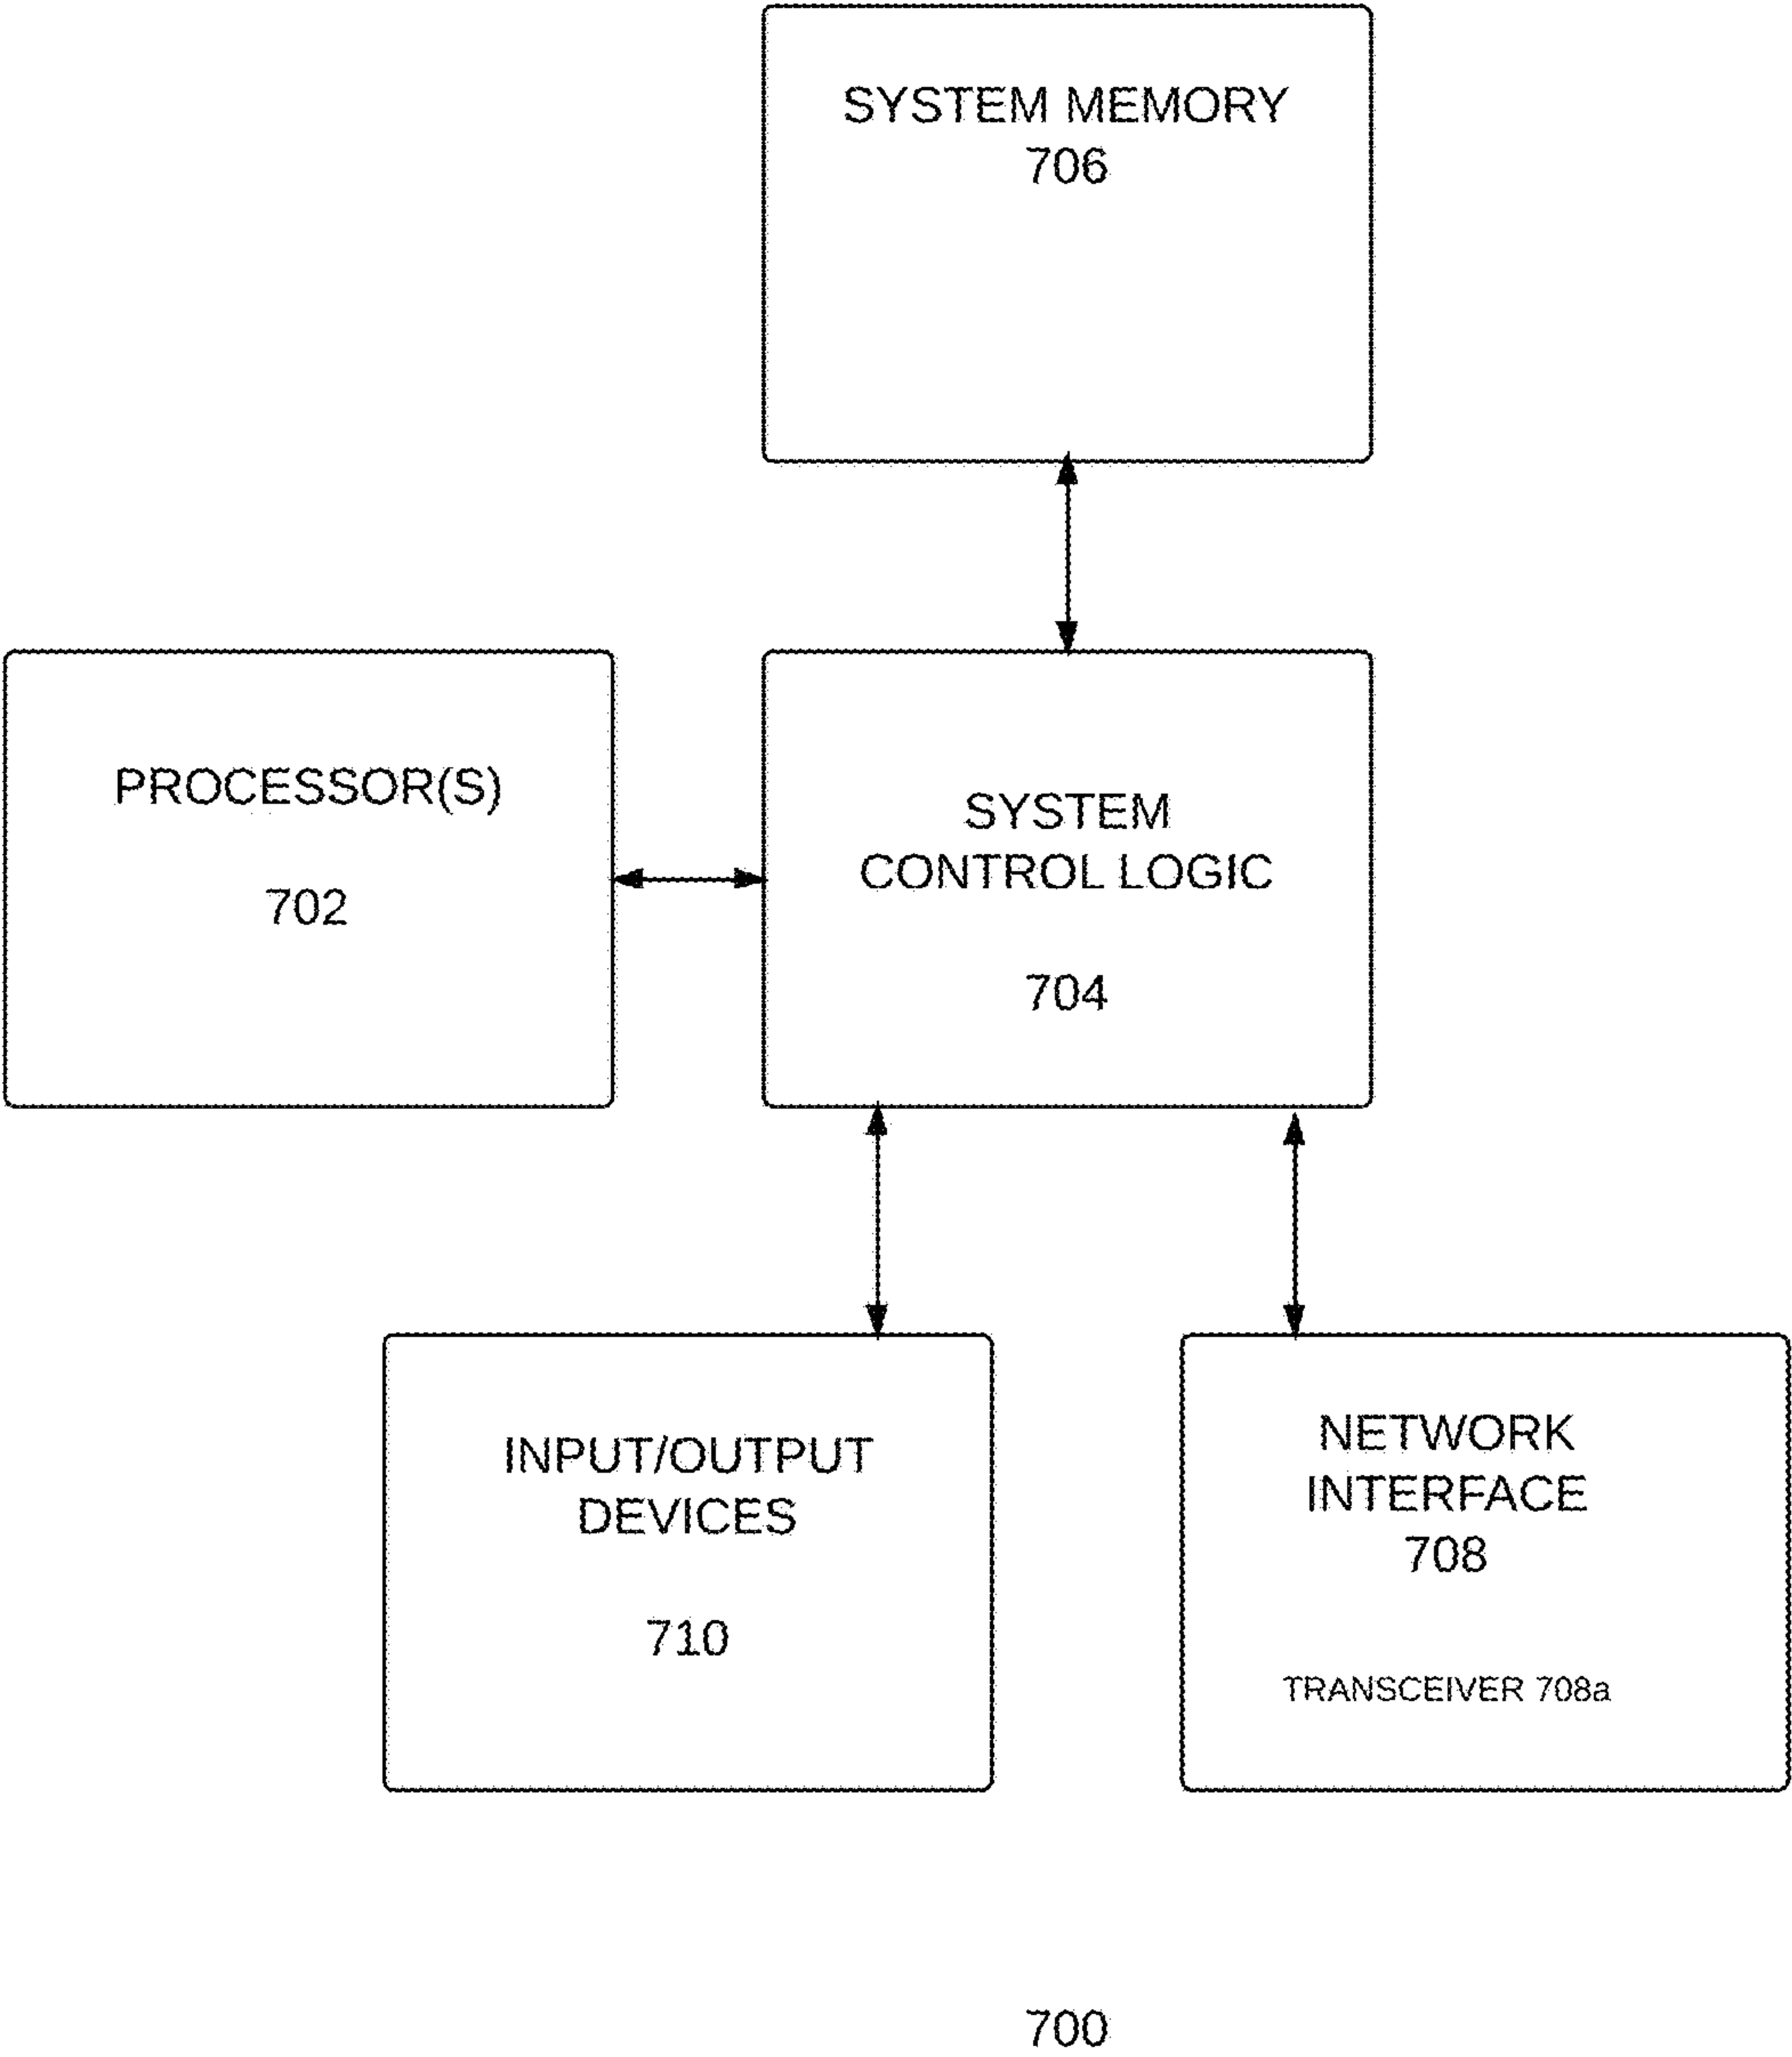 SYSTEM MEMORY
706
PROCESSOR(S)
702
SYSTEM
CONTROL LOGIC
704
INPUT/OUTPUT
DEVICES
710
NETWORK
INTERFACE
708
TRANSCEIVER 708a
700